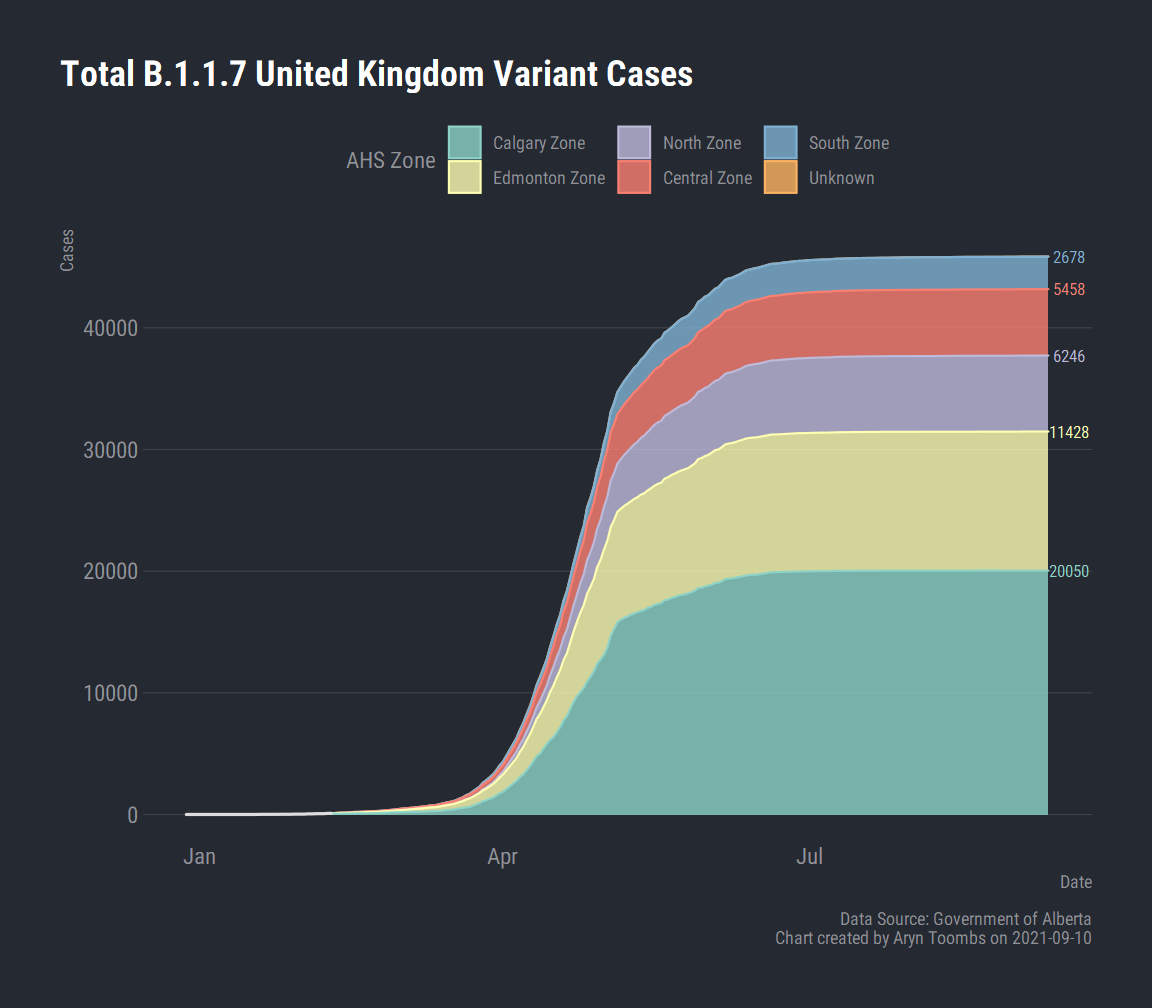 Total B.1.1.7 United Kingdom Variant Cases
AHS Zone
Calgary Zone
North Zone
South Zone
Edmonton Zone
Central Zone
Unknown
Cases
2678
5458
40000
6246
11428
30000
20000
20050
10000
0
Jan
Apr
Jul
Date
Data Source: Government of Alberta
Chart created by Aryn Toombs on 2021-09-10